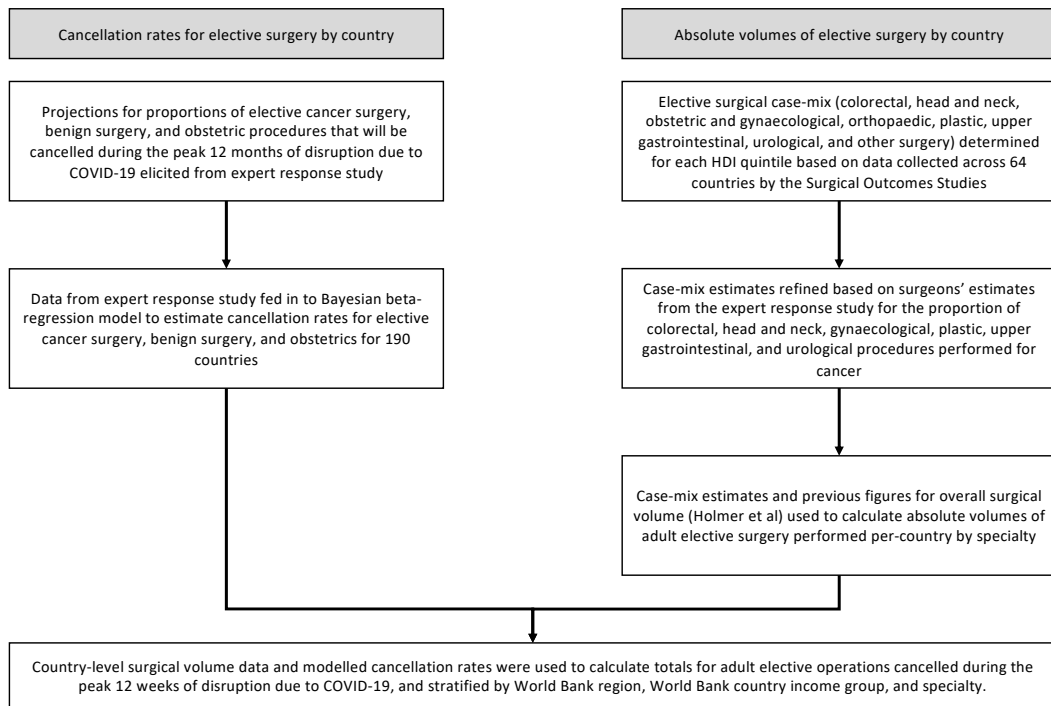 Cancellation rates for elective surgery by country
Absolute volumes of elective surgery by country
Projections for proportions of elective cancer surgery,
benign surgery, and obstetric procedures that will be
cancelled during the peak 12 months of disruption due to
COVID-19 elicited from expert response study
Elective surgical case-mix (colorectal, head and neck,
obstetric and gynaecological, orthopaedic, plastic, upper
gastrointestinal, urological, and other surgery) determined
for each HDI quintile based on data collected across 64
countries by the Surgical Outcomes Studies
Data from expert response study fed in to Bayesian beta-
regression model to estimate cancellation rates for elective
cancer surgery, benign surgery, and obstetrics for 190
countries
Case-mix estimates refined based on surgeons’ estimates
from the expert response study for the proportion of
colorectal, head and neck, gynaecological, plastic, upper
gastrointestinal, and urological procedures performed for
cancer
Case-mix estimates and previous figures for overall surgical
volume (Holmer et al) used to calculate absolute volumes of
adult elective surgery performed per-country by specialty
Country-level surgical volume data and modelled cancellation rates were used to calculate totals for adult elective operations cancelled during the
peak 12 weeks of disruption due to COVID-19, and stratified by World Bank region, World Bank country income group, and specialty.